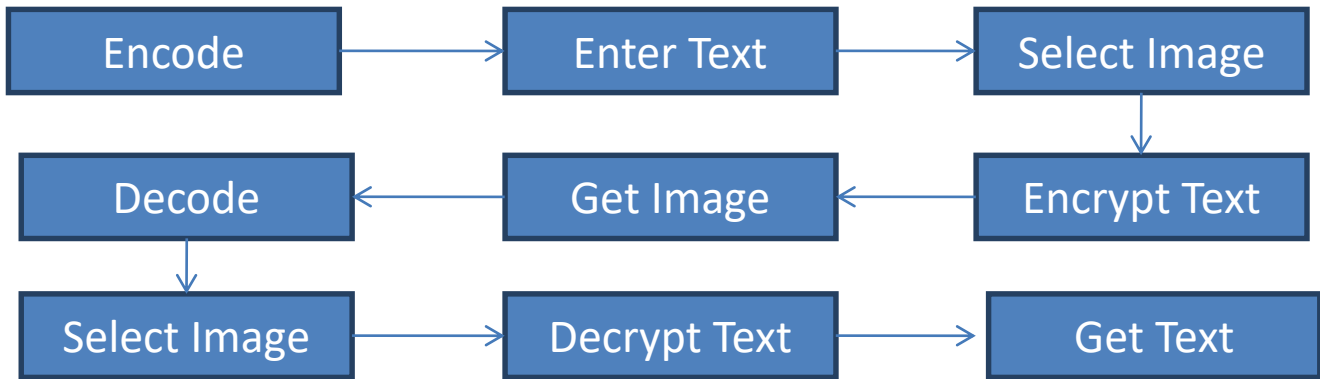 Encode
Enter Text
Select Image
Decode
Get Image
Encrypt Text
Select Image
Decrypt Text
Get Text